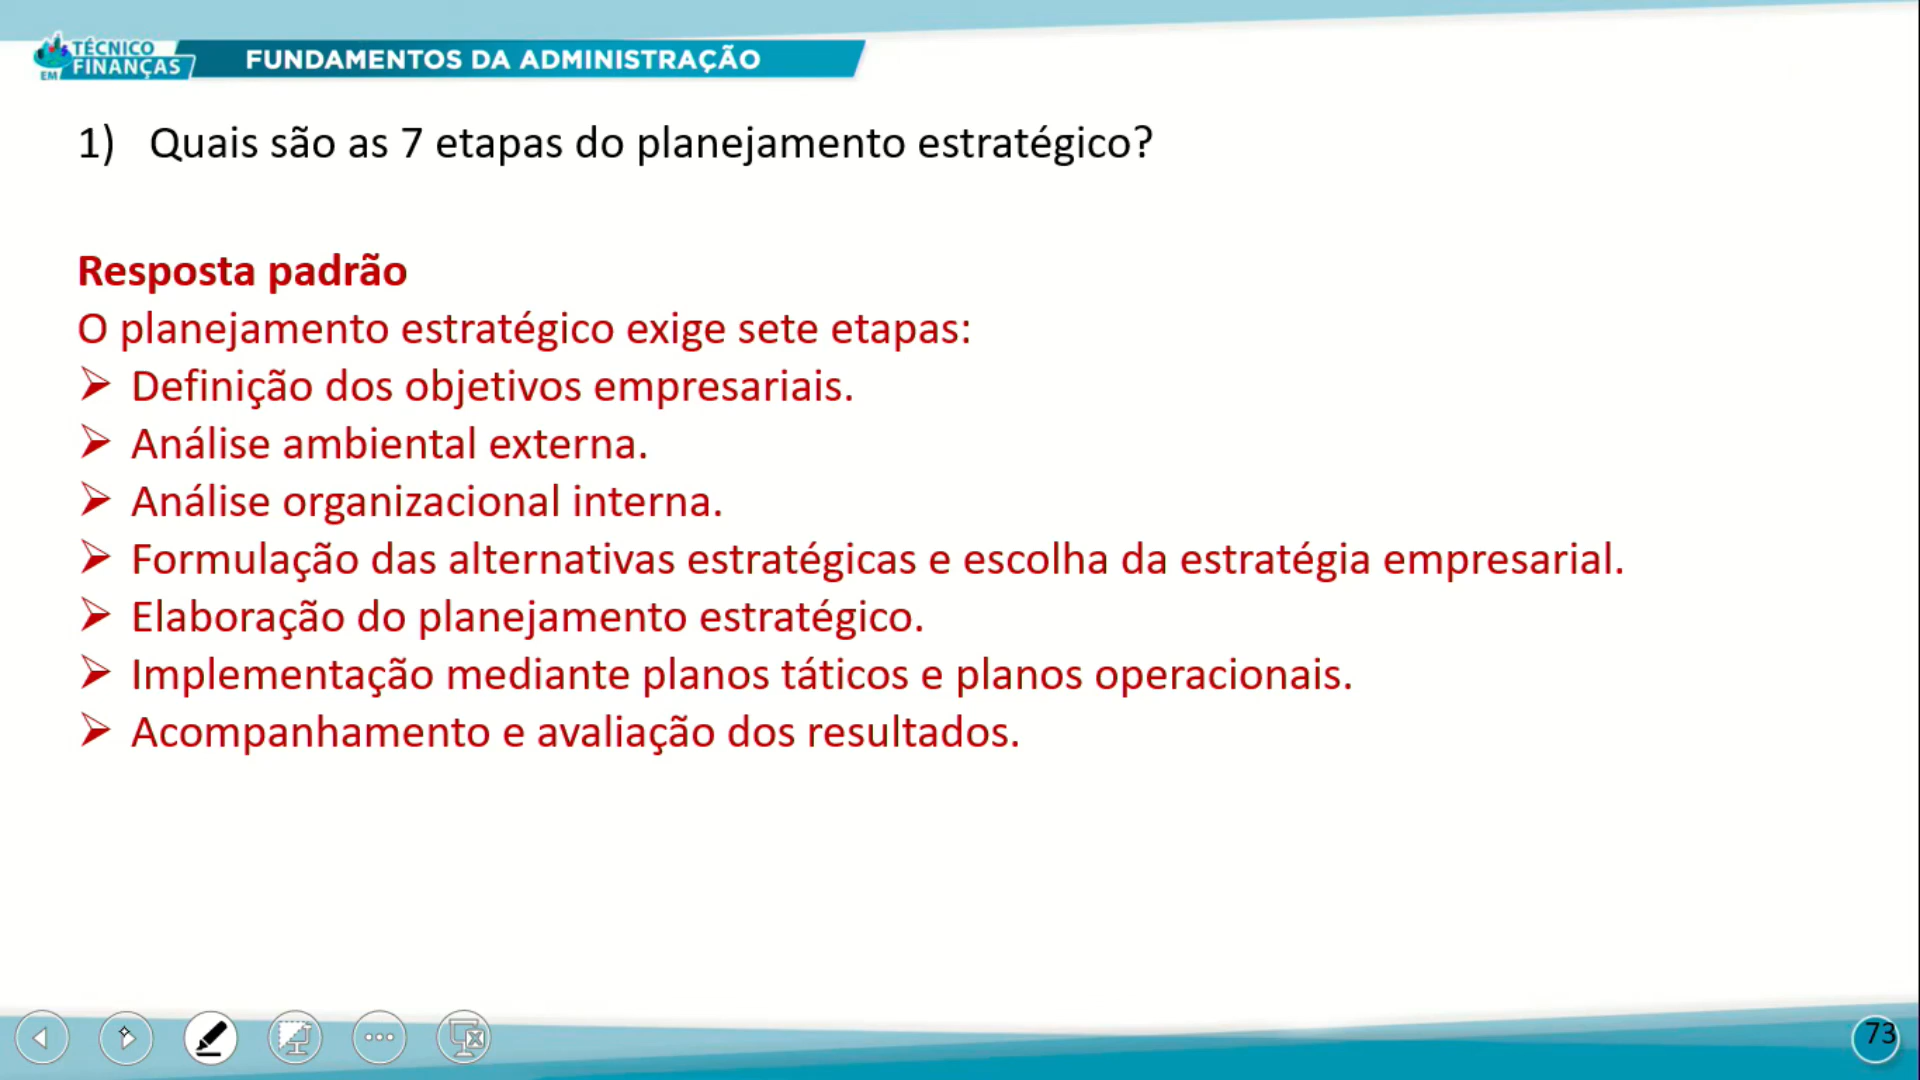 TÉCNICO
EM FINANÇAS
FUNDAMENTOS DA ADMINISTRAÇÃO
1) Quais são as 7 etapas do planejamento estratégico?
Resposta padrão
O planejamento estratégico exige sete etapas:
➢ Definição dos objetivos empresariais.
➢ Análise ambiental externa.
➢ Análise organizacional interna.
➢ Formulação das alternativas estratégicas e escolha da estratégia empresarial.
➢ Elaboração do planejamento estratégico.
➢ Implementação mediante planos táticos e planos operacionais.
➢ Acompanhamento e avaliação dos resultados.
73